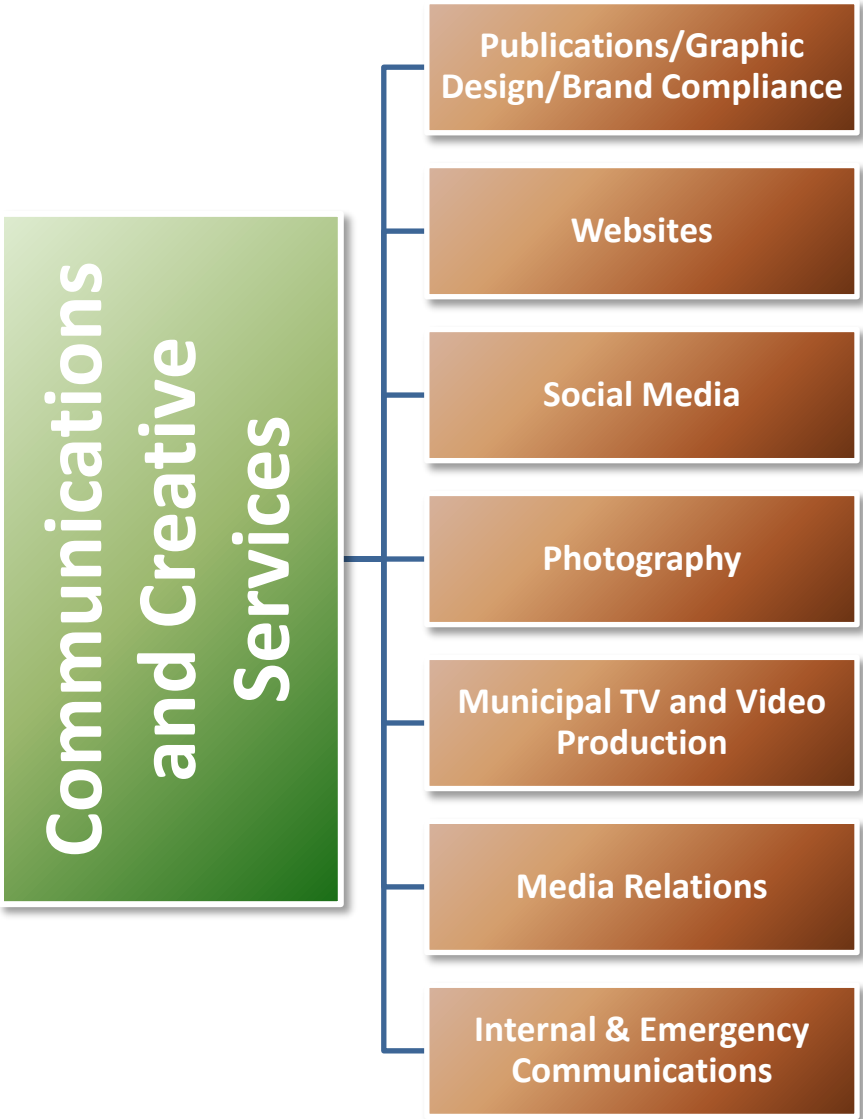 Communications
and Creative
Services
Publications/Graphic
Design/Brand Compliance
Websites
Social Media
Photography
Municipal TV and Video
Production
Media Relations
Internal & Emergency
Communications